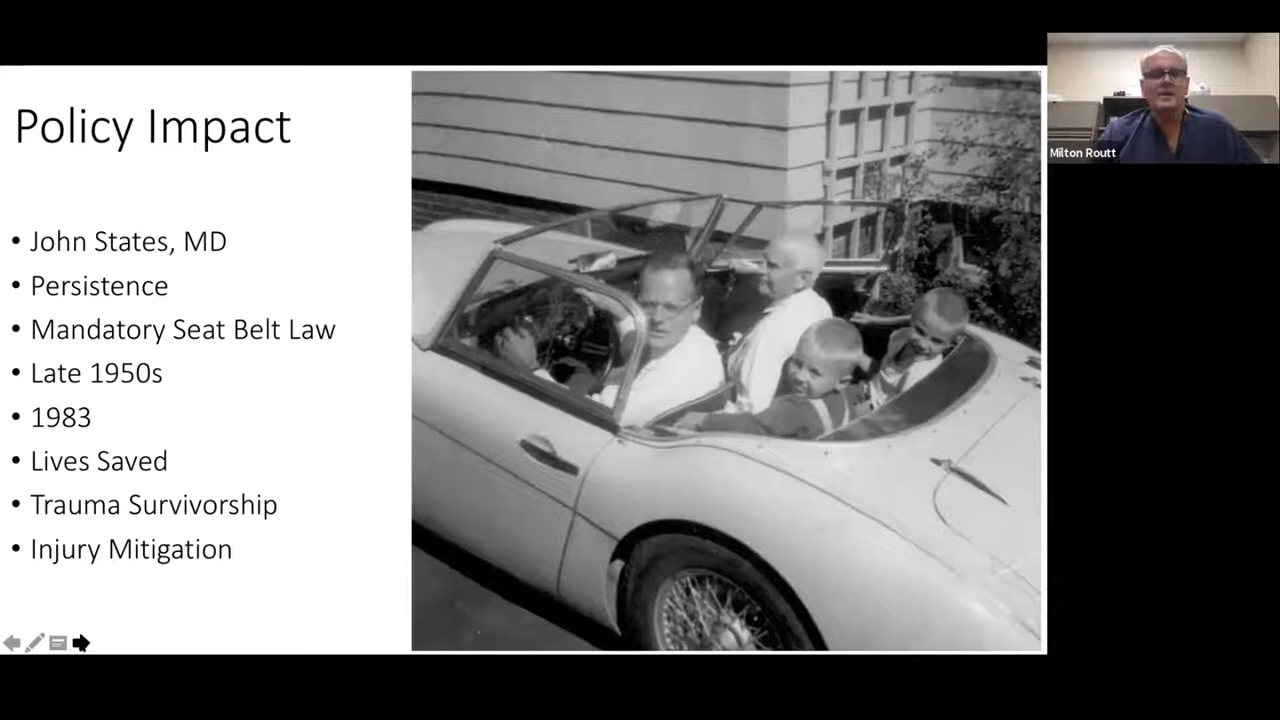 Policy Impact
• John States, MD
• Persistence
• Mandatory Seat Belt Law
• Late 1950s
• 1983
• Lives Saved
• Trauma Survivorship
• Injury Mitigation
Milton Routt